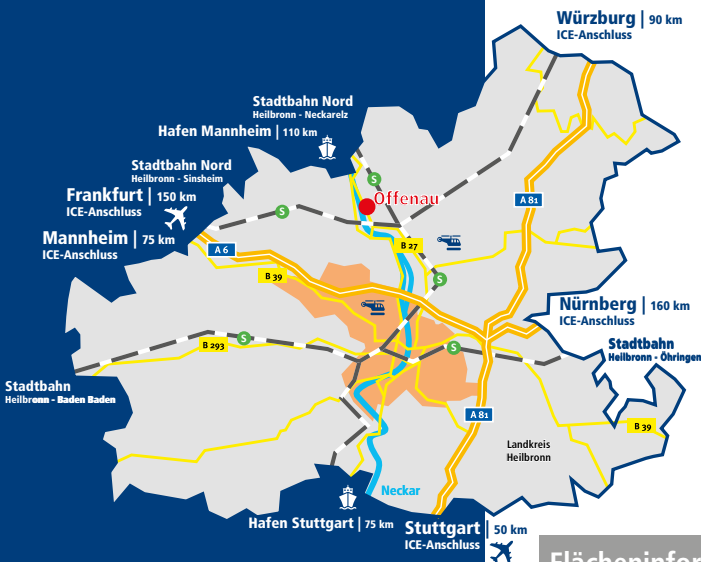 Würzburg | 90 km
ICE-Anschluss
Stadtbahn Nord
Heilbronn - Neckarelz
Hafen Mannheim | 110 km
Stadtbahn Nord
Heilbronn - Sinsheim
S
Frankfurt | 150 km
ICE-Anschluss
Offenau
A 81
S
Mannheim | 75 km
ICE-Anschluss
A 6
B 27
B 39
S
Nürnberg | 160 km
ICE-Anschluss
S
B 293
S
Stadtbahn
Heilbronn - Öhringen
Stadtbahn
Heilbronn - Baden Baden
A 81
B 39
Landkreis
Heilbronn
Neckar
Hafen Stuttgart | 75 km
Stuttgart | 50 km
ICE-Anschluss